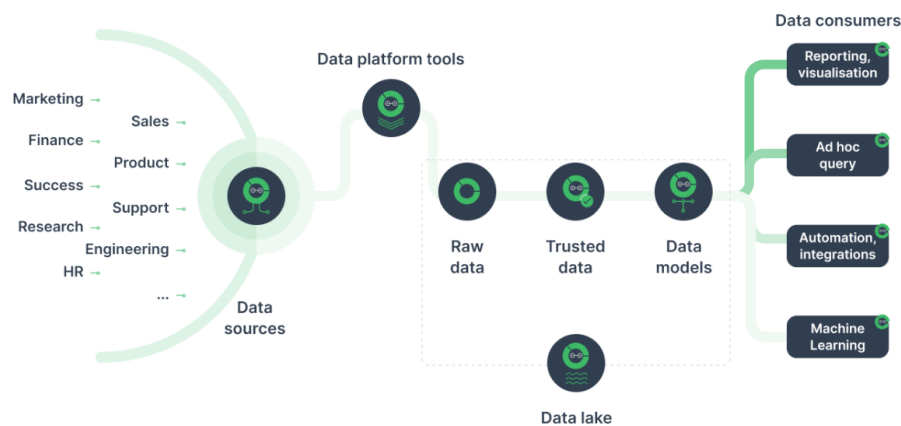 Data consumers
Data platform tools
Reporting,
visualisation
Marketing
Sales
Finance
Product
Success
Support
Research
Engineering
HR
...
Data
sources
Raw
data
Trusted
data
Data
models
Data lake
Ad hoc
query
Automation,
integrations
Machine
Learning